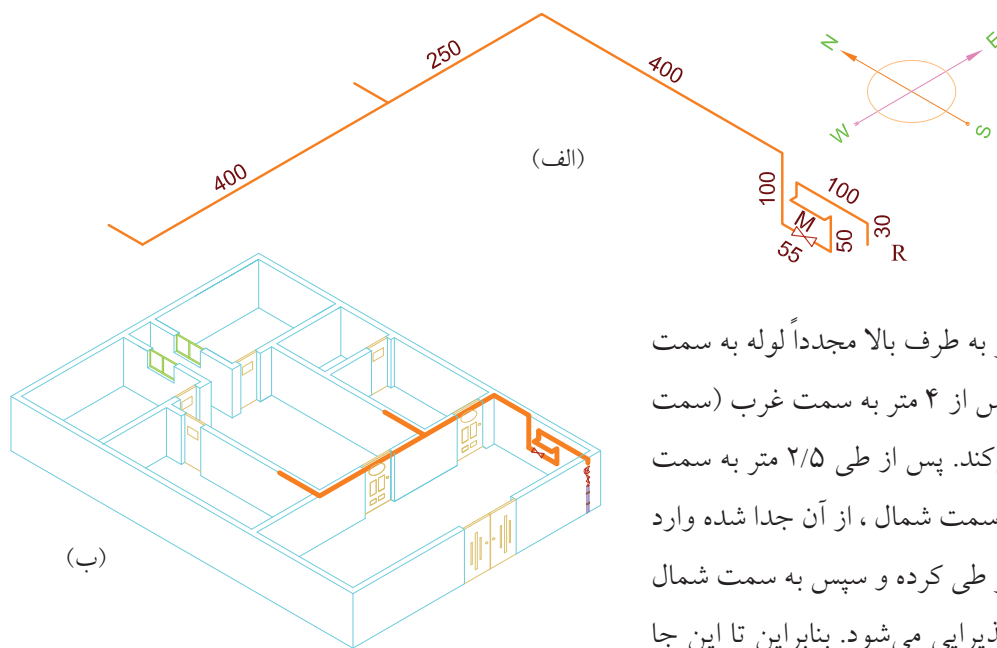 N
E
W
S
250
400
400
(الف)
100
100
M
55
50
30
R
و به طرف بالا مجدداً لوله به سمت
س از ۴ متر به سمت غرب (سمت
کند. پس از طی ۲/۵ متر به سمت
سمت شمال ، از آن جدا شده وارد
ر طی کرده و سپس به سمت شمال
ذیرایی می‌شود. بنابراین تا این جا
(ب)